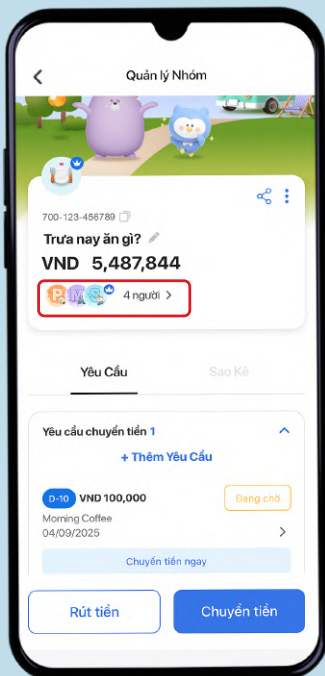 Quản lý Nhóm
700-123-456789
Trưa nay ăn gì?
VND 5,487,844
P M S 4 người >
Yêu Cầu Sao Kê
Yêu cầu chuyển tiền 1
+ Thêm Yêu Cầu
D-10 VND 100,000 Đang chờ
Morning Coffee
04/09/2025
Chuyển tiền ngay
Rút tiền Chuyển tiền